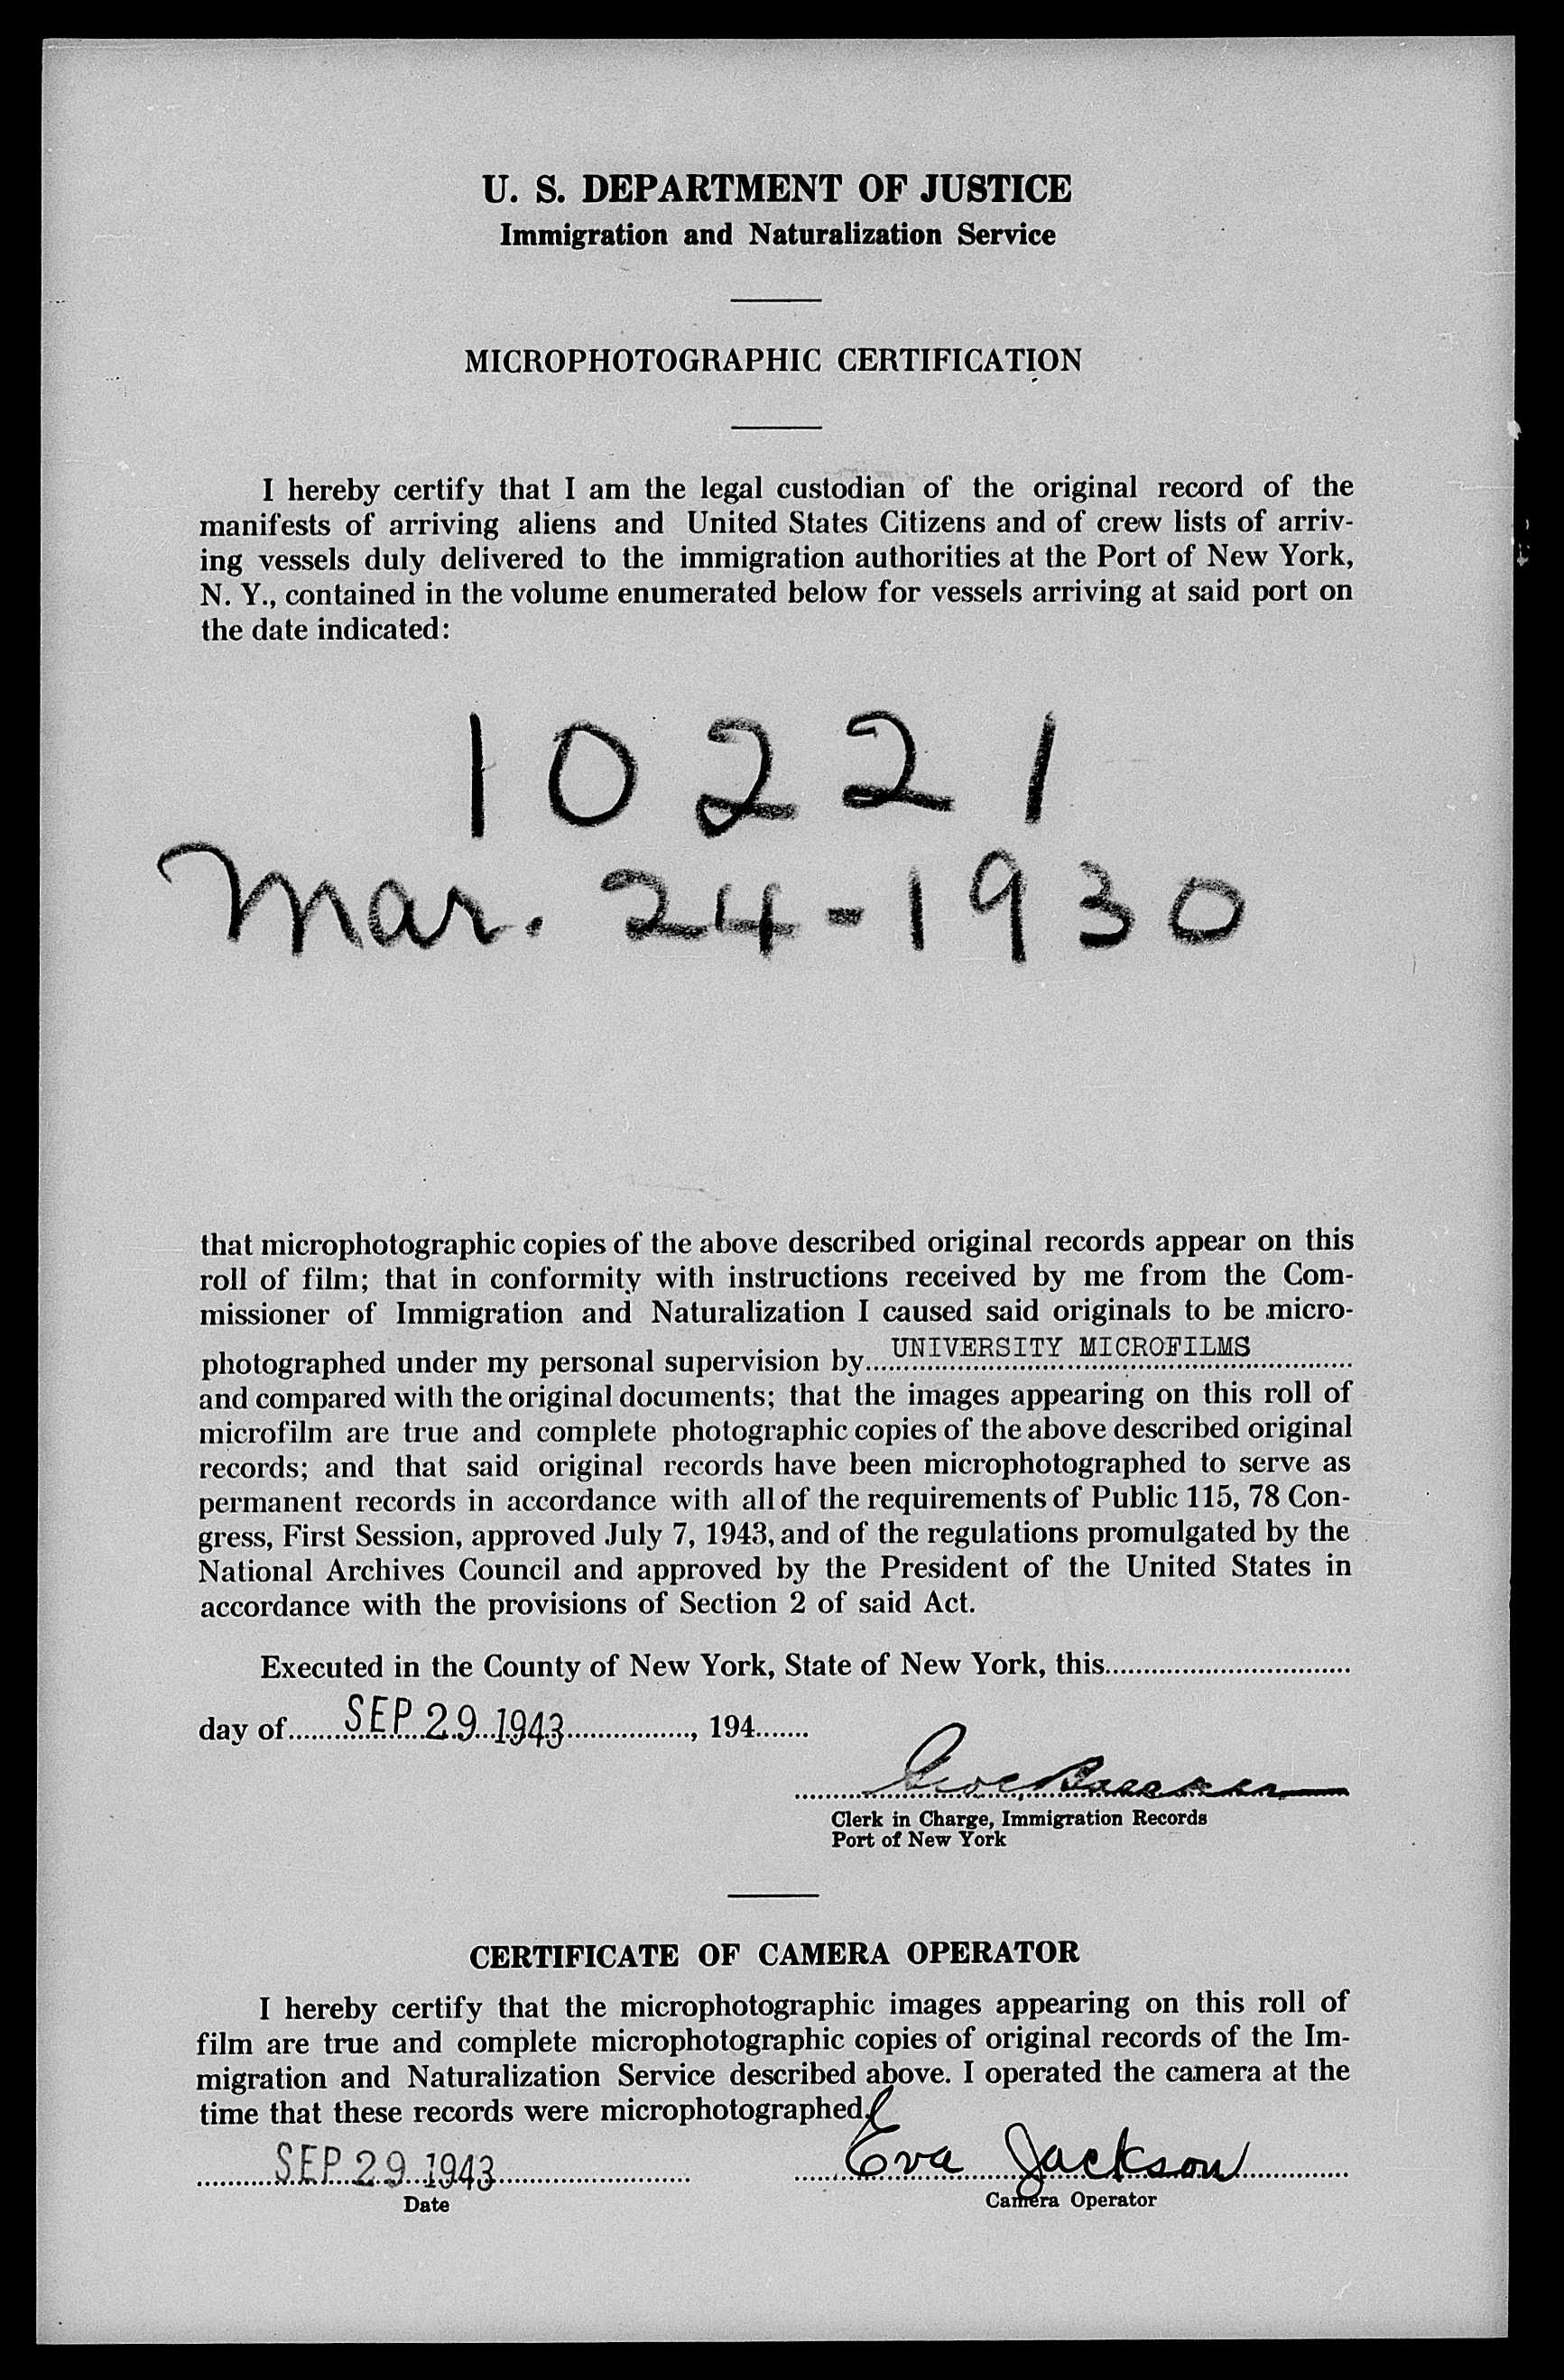 U. S. DEPARTMENT OF JUSTICE
Immigration and Naturalization Service
MICROPHOTOGRAPHIC CERTIFICATION
I hereby certify that I am the legal custodian of the original record of the
manifests of arriving aliens and United States Citizens and of crew lists of arriv-
ing vessels duly delivered to the immigration authorities at the Port of New York,
N. Y., contained in the volume enumerated below for vessels arriving at said port on
the date indicated:
10221
Mar. 24-1930
that microphotographic copies of the above described original records appear on this
roll of film; that in conformity with instructions received by me from the Com-
missioner of Immigration and Naturalization I caused said originals to be micro-
photographed under my personal supervision by UNIVERSITY MICROFILMS
and compared with the original documents; that the images appearing on this roll of
microfilm are true and complete photographic copies of the above described original
records; and that said original records have been microphotographed to serve as
permanent records in accordance with all of the requirements of Public 115, 78 Con-
gress, First Session, approved July 7, 1943, and of the regulations promulgated by the
National Archives Council and approved by the President of the United States in
accordance with the provisions of Section 2 of said Act.
Executed in the County of New York, State of New York, this
day of SEP 29 1943, 194
Clerk in Charge, Immigration Records
Port of New York
CERTIFICATE OF CAMERA OPERATOR
I hereby certify that the microphotographic images appearing on this roll of
film are true and complete microphotographic copies of original records of the Im-
migration and Naturalization Service described above. I operated the camera at the
time that these records were microphotographed.
SEP 29 1943 Eva Jackson
Date Camera Operator